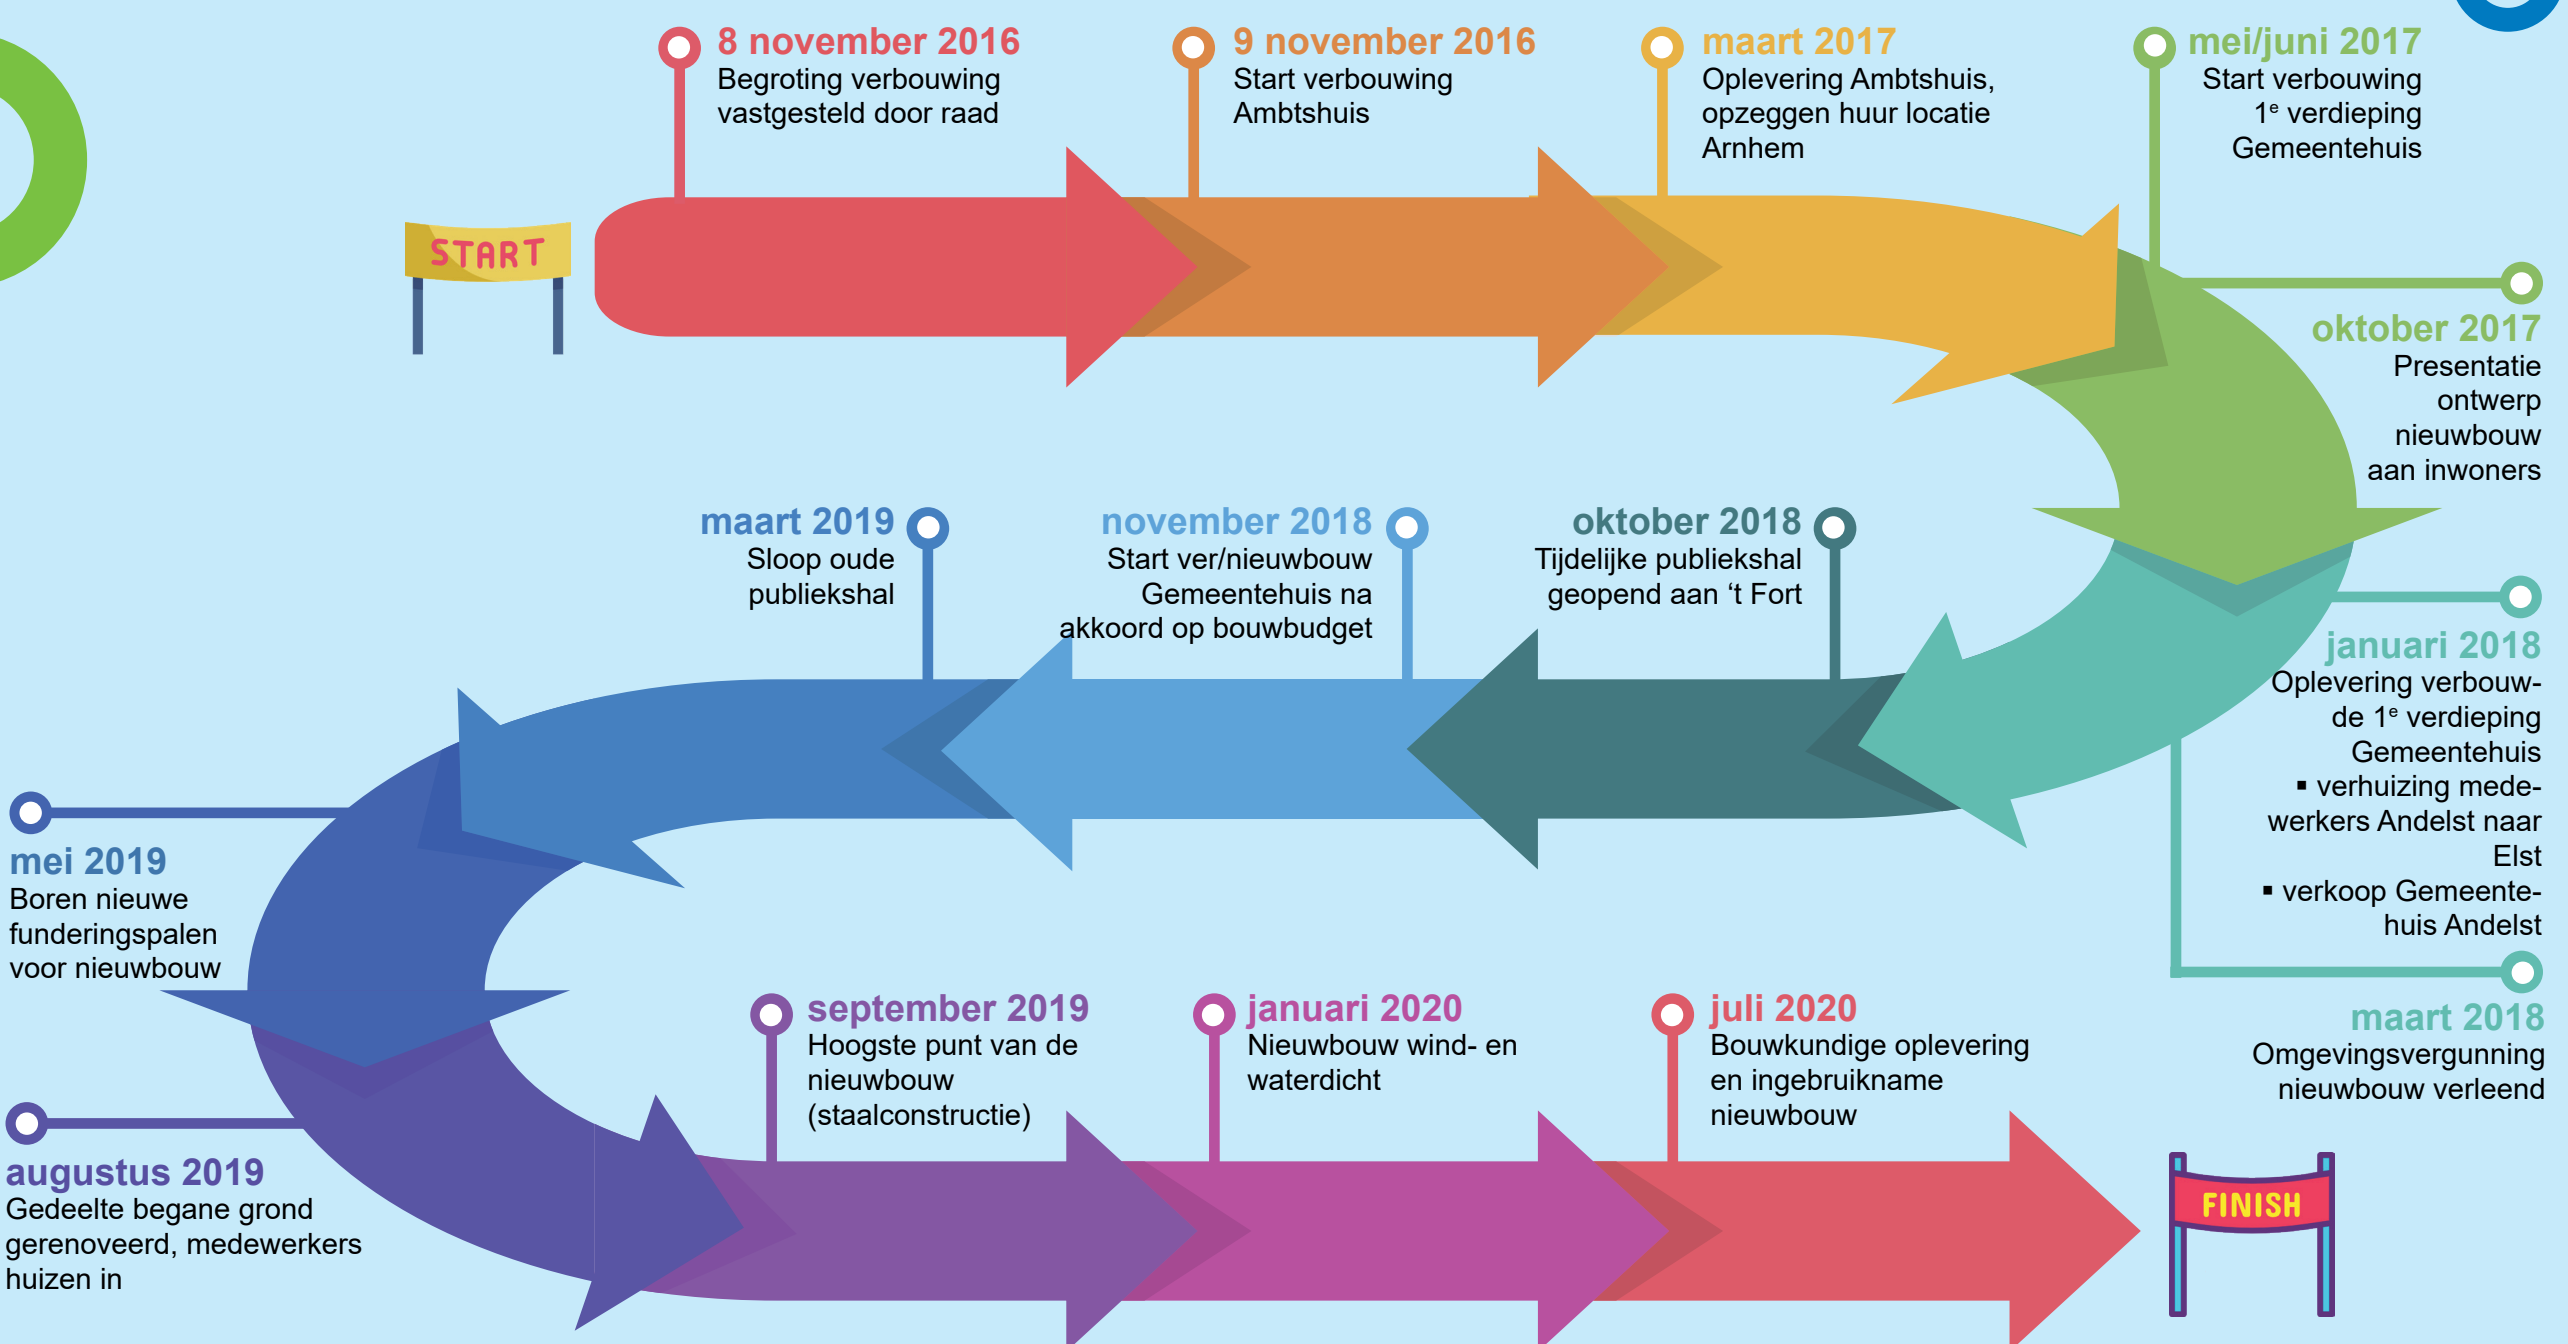 START
8 november 2016
Begroting verbouwing
vastgesteld door raad
9 november 2016
Start verbouwing
Ambtshuis
maart 2017
Oplevering Ambtshuis,
opzeggen huur locatie
Arnhem
mei/juni 2017
Start verbouwing
1e verdieping
Gemeentehuis
oktober 2017
Presentatie
ontwerp
nieuwbouw
aan inwoners
januari 2018
Oplevering verbouw-
de 1e verdieping
Gemeentehuis
▪ verhuizing mede-
werkers Andelst naar
Elst
▪ verkoop Gemeente-
huis Andelst
maart 2018
Omgevingsvergunning
nieuwbouw verleend
oktober 2018
Tijdelijke publiekshal
geopend aan ‘t Fort
november 2018
Start ver/nieuwbouw
Gemeentehuis na
akkoord op bouwbudget
maart 2019
Sloop oude
publiekshal
mei 2019
Boren nieuwe
funderingspalen
voor nieuwbouw
augustus 2019
Gedeelte begane grond
gerenoveerd, medewerkers
huizen in
september 2019
Hoogste punt van de
nieuwbouw
(staalconstructie)
januari 2020
Nieuwbouw wind- en
waterdicht
juli 2020
Bouwkundige oplevering
en ingebruikname
nieuwbouw
FINISH